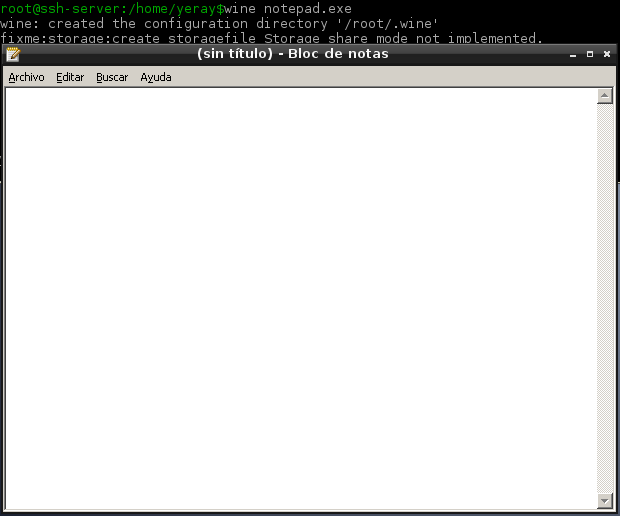 root@ssh-server:/home/yeray$wine notepad.exe
wine: created the configuration directory '/root/.wine'
fixme:storage:create_storagefile Storage share mode not implemented.
(sin título) - Bloc de notas
Archivo Editar Buscar Ayuda